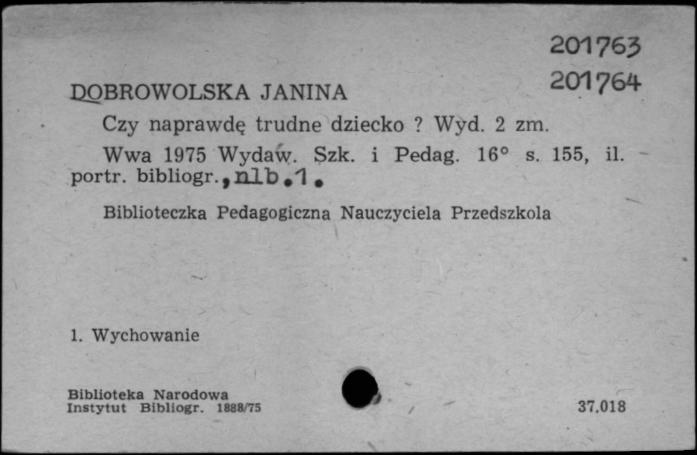 201763
201764
DOBROWOLSKA JANINA
Czy naprawdę trudne dziecko ? Wyd. 2 zm.
Wwa 1975 Wydaw. Szk. i Pedag. 16° s. 155, il.
portr. bibliogr., nlb.1.
Biblioteczka Pedagogiczna Nauczyciela Przedszkola
1. Wychowanie
Biblioteka Narodowa
Instytut Bibliogr. 1888/75
37.018